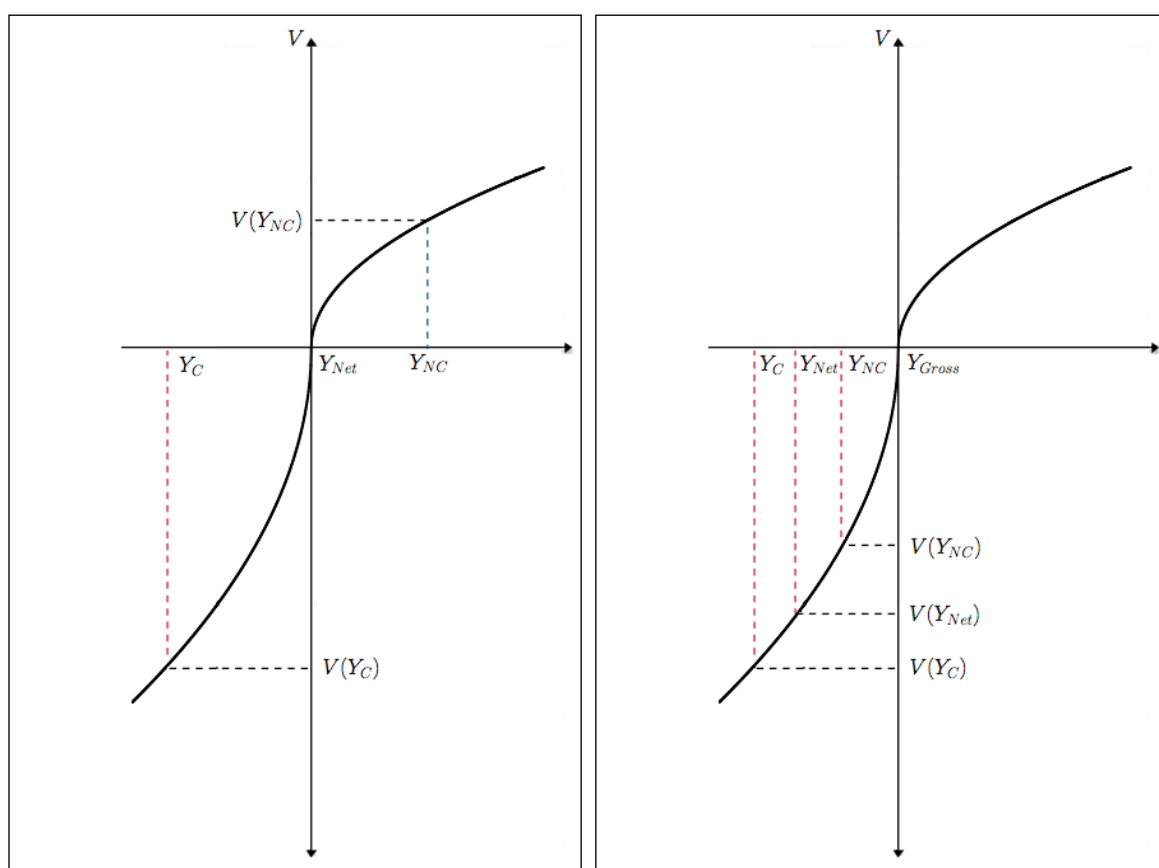 V
V(Y_{NC})
Y_C Y_{Net} Y_{NC}
V(Y_C)
V
Y_C Y_{Net} Y_{NC} Y_{Gross}
V(Y_{NC})
V(Y_{Net})
V(Y_C)